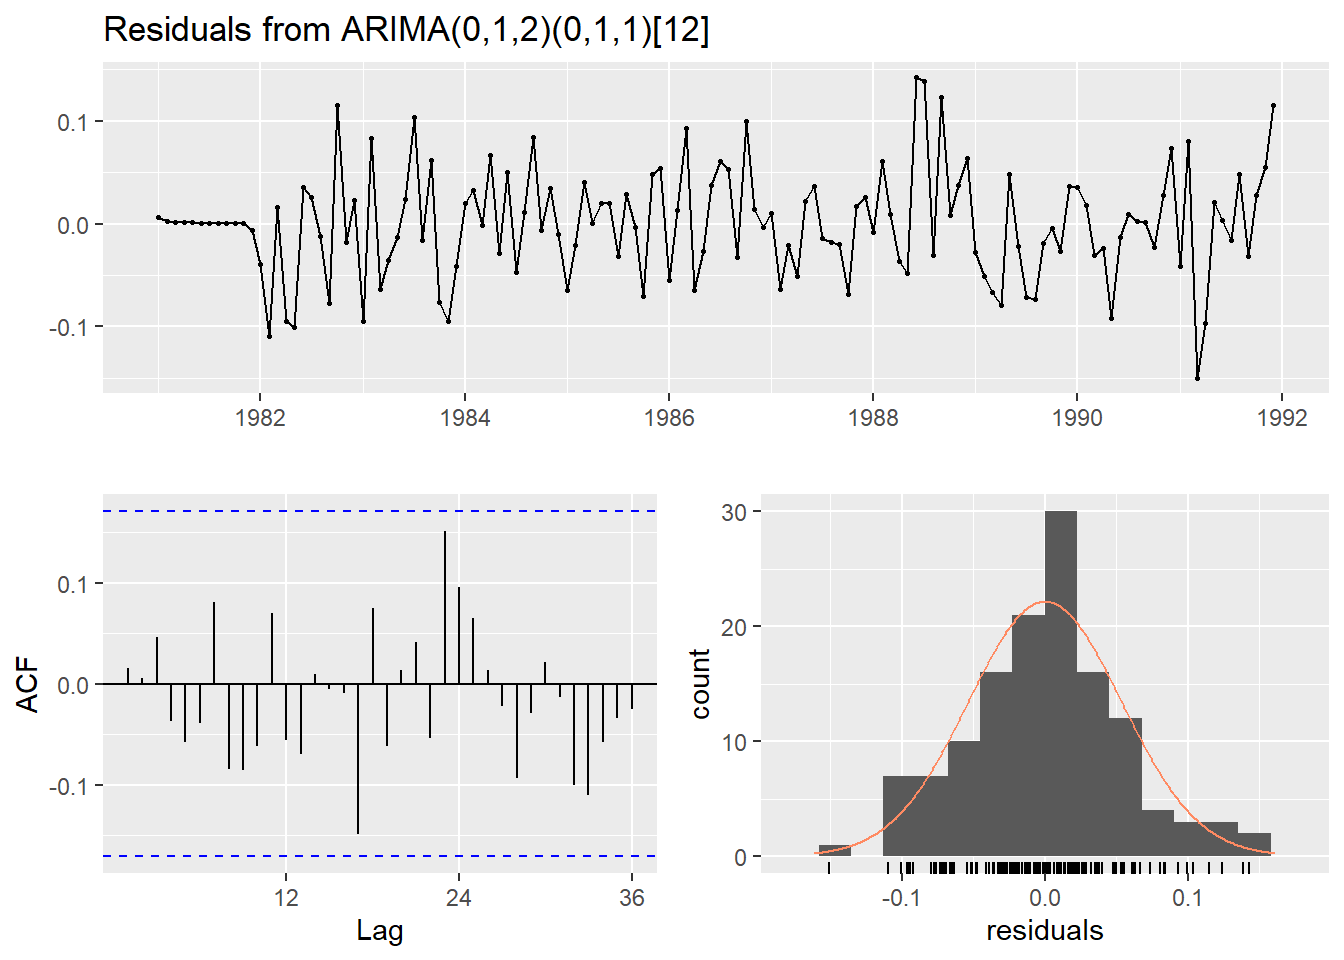 Residuals from ARIMA(0,1,2)(0,1,1)[12]
0.1
0.0
-0.1
1982 1984 1986 1988 1990 1992
ACF
0.1
0.0
-0.1
12 24 36
Lag
count
30
20
10
0
-0.1 0.0 0.1
residuals